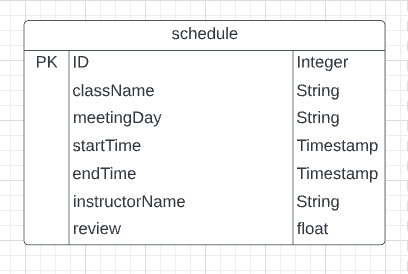 schedule
PK ID Integer
className String
meetingDay String
startTime Timestamp
endTime Timestamp
instructorName String
review float